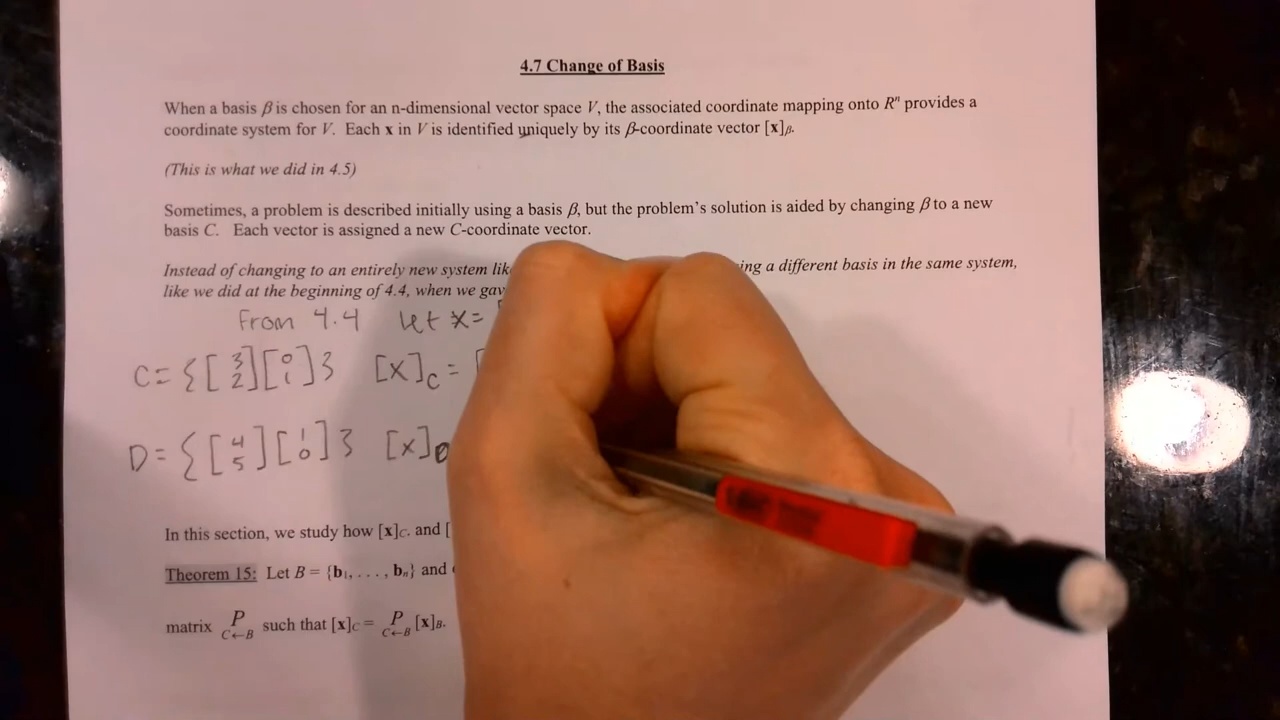 4.7 Change of Basis
When a basis β is chosen for an n-dimensional vector space V, the associated coordinate mapping onto Rⁿ provides a
coordinate system for V. Each x in V is identified uniquely by its β-coordinate vector [x]β.
(This is what we did in 4.5)
Sometimes, a problem is described initially using a basis β, but the problem's solution is aided by changing β to a new
basis C. Each vector is assigned a new C-coordinate vector.
Instead of changing to an entirely new system lik ing a different basis in the same system,
like we did at the beginning of 4.4, when we gav
From 4.4 let x= [
C= {[3 2][0 1]} [x]C = [
D= {[4 5][1 0]} [x]D
In this section, we study how [x]C. and [
Theorem 15: Let B = {b₁, . . . , bₙ} and
matrix P C←B such that [x]C = P C←B [x]B.